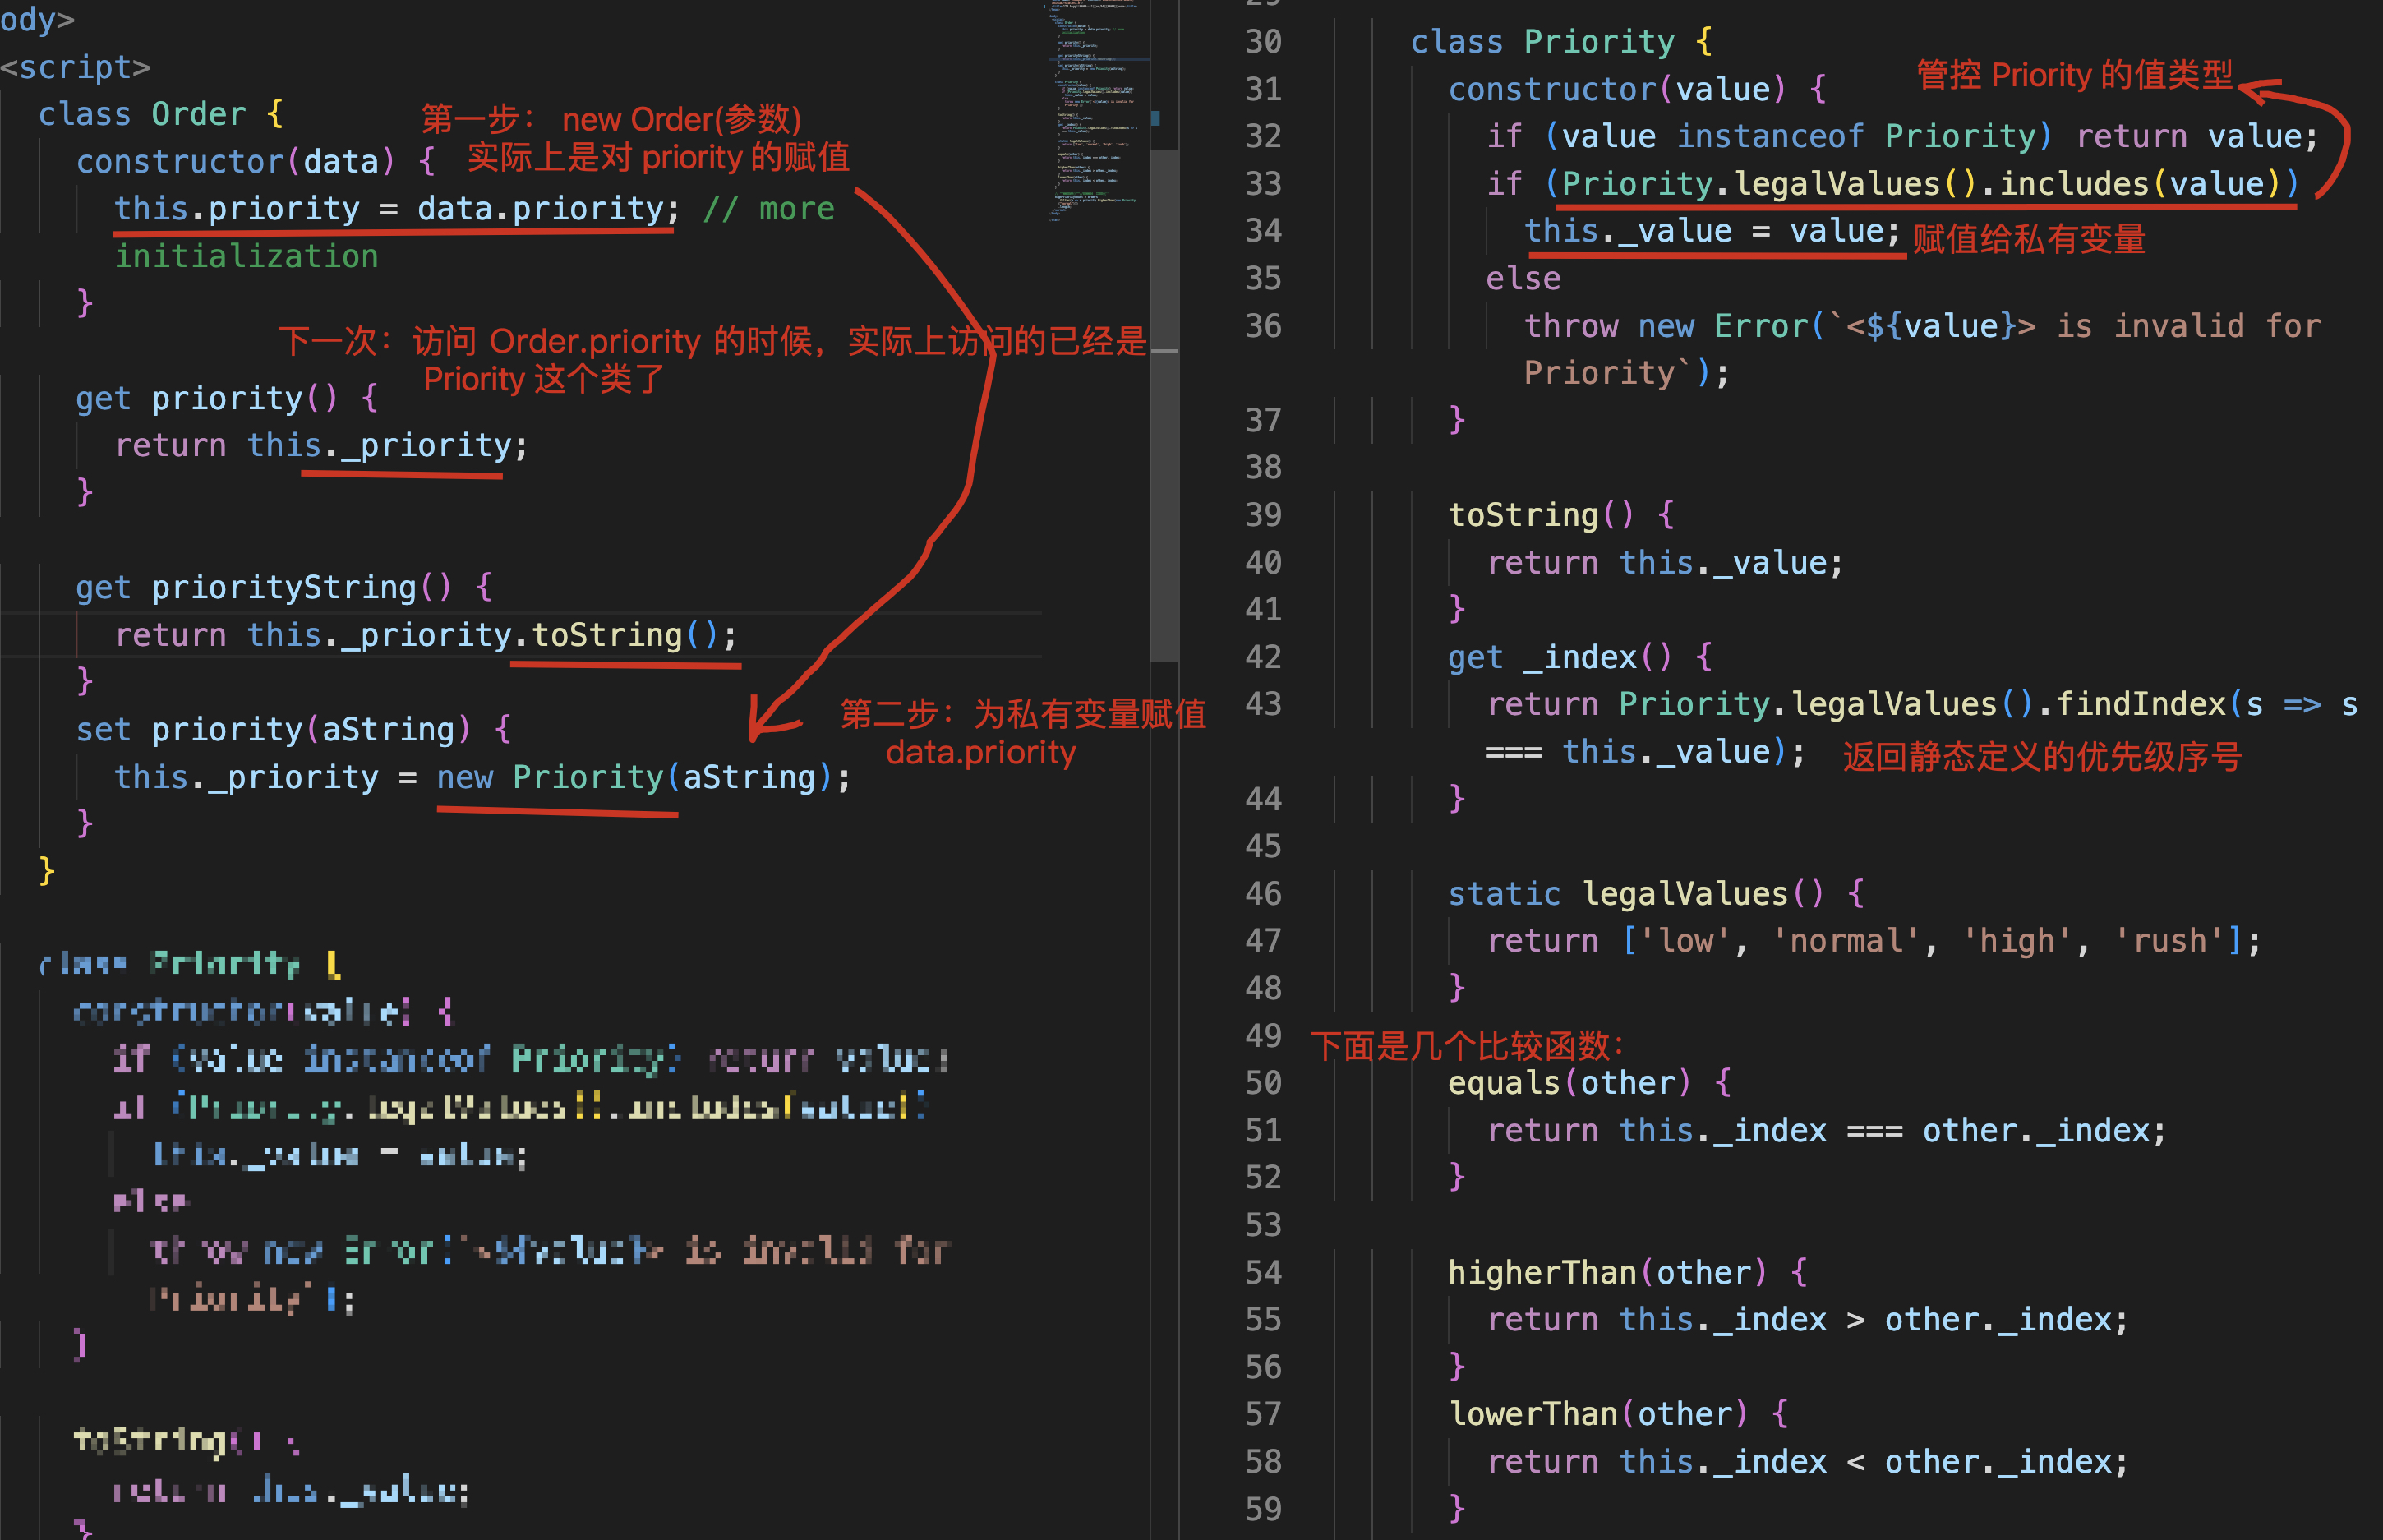 ody>
<script>
class Order {
第一步： new Order(参数)
constructor(data) {
实际上是对 priority 的赋值
this.priority = data.priority; // more
initialization
}
下一次：访问 Order.priority 的时候，实际上访问的已经是
Priority 这个类了
get priority() {
return this._priority;
}
get priorityString() {
return this._priority.toString();
}
第二步：为私有变量赋值
data.priority
set priority(aString) {
this._priority = new Priority(aString);
}
}
30 class Priority {
管控 Priority 的值类型
31 constructor(value) {
32 if (value instanceof Priority) return value;
33 if (Priority.legalValues().includes(value))
34 this._value = value; 赋值给私有变量
35 else
36 throw new Error(`<${value}> is invalid for
Priority`);
37 }
38
39 toString() {
40 return this._value;
41 }
42 get _index() {
43 return Priority.legalValues().findIndex(s => s
=== this._value); 返回静态定义的优先级序号
44 }
45
46 static legalValues() {
47 return ['low', 'normal', 'high', 'rush'];
48 }
49 下面是几个比较函数：
50 equals(other) {
51 return this._index === other._index;
52 }
53
54 higherThan(other) {
55 return this._index > other._index;
56 }
57 lowerThan(other) {
58 return this._index < other._index;
59 }